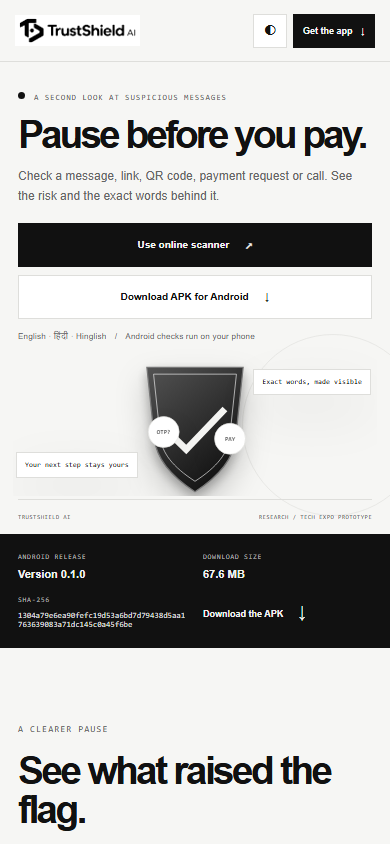 TrustShield AI
Get the app ↓
A SECOND LOOK AT SUSPICIOUS MESSAGES
Pause before you pay.
Check a message, link, QR code, payment request or call. See
the risk and the exact words behind it.
Use online scanner ↗
Download APK for Android ↓
English · हिंदी · Hinglish / Android checks run on your phone
Exact words, made visible
OTP?
PAY
Your next step stays yours
TRUSTSHIELD AI
RESEARCH / TECH EXPO PROTOTYPE
ANDROID RELEASE
Version 0.1.0
DOWNLOAD SIZE
67.6 MB
SHA-256
1304a79e6ea90fefc19d53a6bd7d79438d5aa1
763639083a71dc145c0a45f6be
Download the APK ↓
A CLEARER PAUSE
See what raised the
flag.